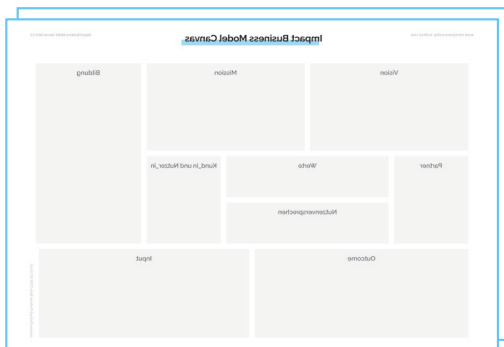 Impact Business Model Canvas
Vision
Mission
Bildung
Partner
Werte
Kund_in und Nutzer_in
Nutzenversprechen
Outcome
Input